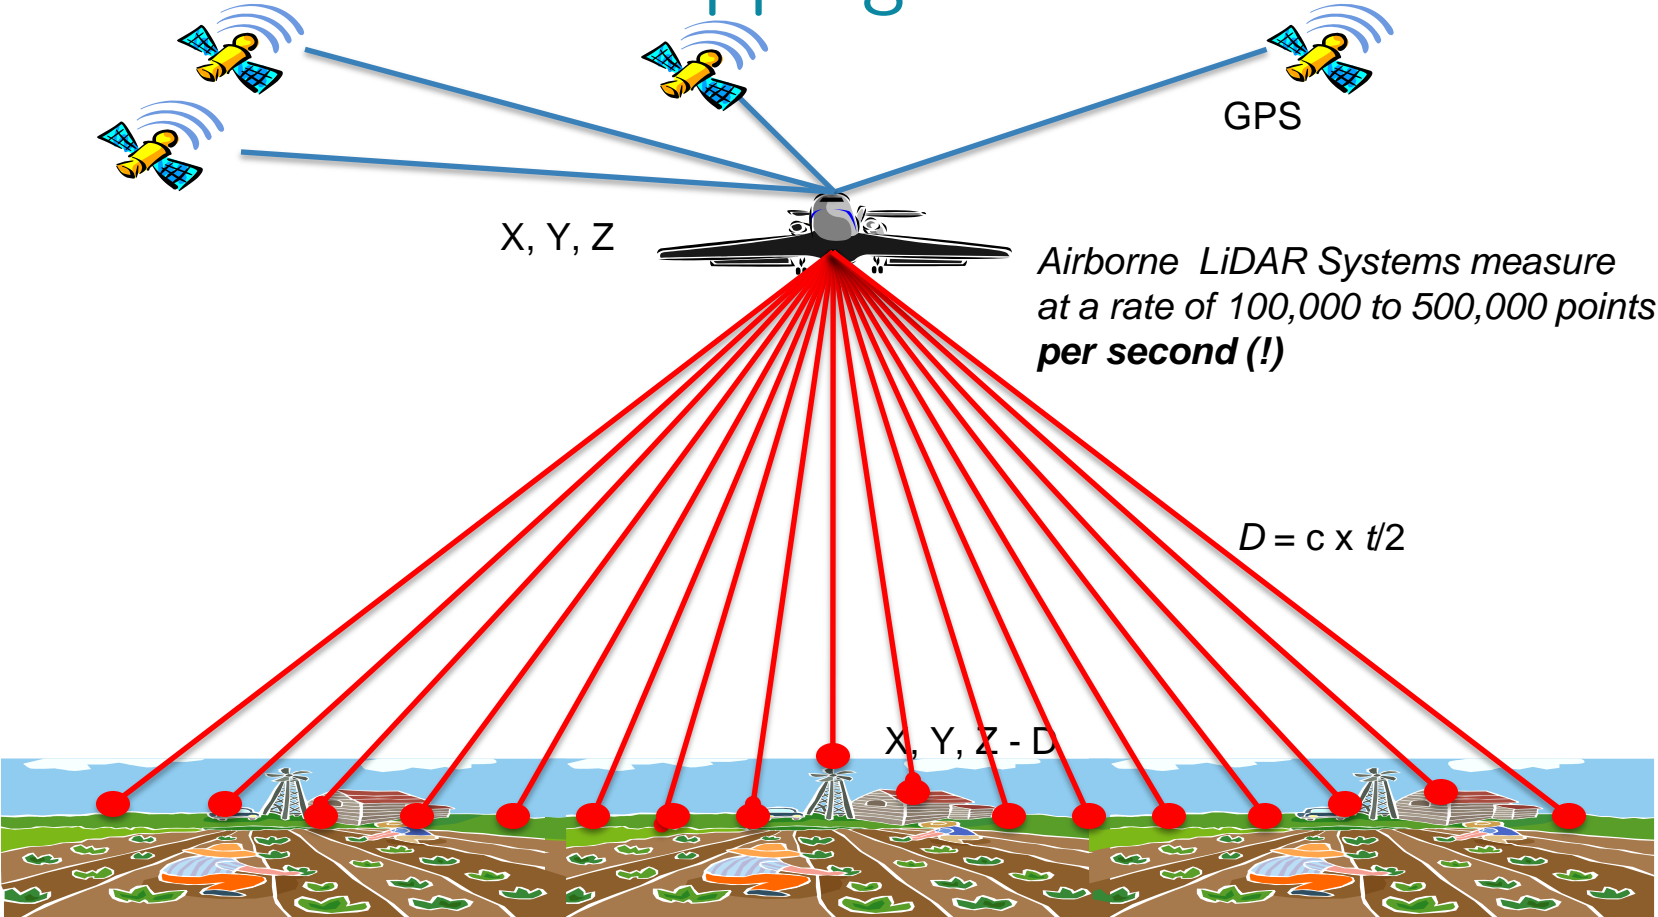 GPS
X, Y, Z
Airborne LiDAR Systems measure
at a rate of 100,000 to 500,000 points
per second (!)
D = c x t/2
X, Y, Z - D